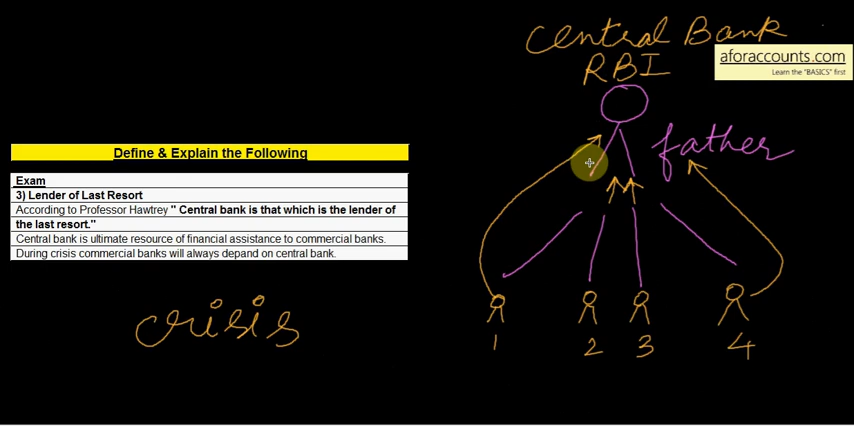 Central Bank
RBI
aforaccounts.com
Learn the "BASICS" first
father
Define & Explain the Following
Exam
3) Lender of Last Resort
According to Professor Hawtrey " Central bank is that which is the lender of
the last resort."
Central bank is ultimate resource of financial assistance to commercial banks.
During crisis commercial banks will always depand on central bank.
crisis
1 2 3 4